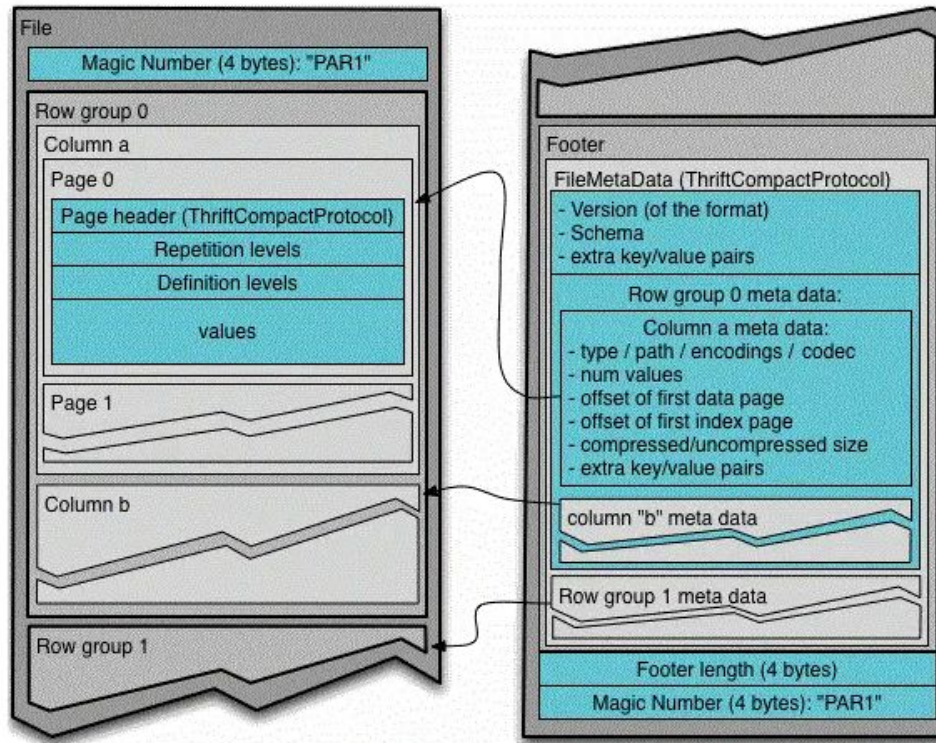 File
Magic Number (4 bytes): "PAR1"
Row group 0
Column a
Page 0
Page header (ThriftCompactProtocol)
Repetition levels
Definition levels
values
Page 1
Column b
Row group 1
Footer
FileMetaData (ThriftCompactProtocol)
- Version (of the format)
- Schema
- extra key/value pairs
Row group 0 meta data:
Column a meta data:
- type / path / encodings / codec
- num values
- offset of first data page
- offset of first index page
- compressed/uncompressed size
- extra key/value pairs
column "b" meta data
Row group 1 meta data
Footer length (4 bytes)
Magic Number (4 bytes): "PAR1"